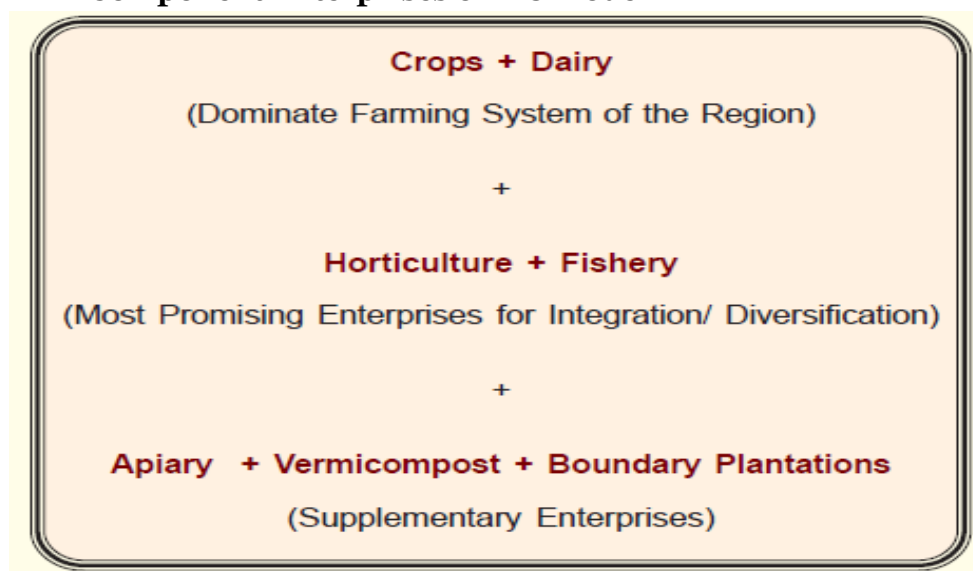 Crops + Dairy
(Dominate Farming System of the Region)
+
Horticulture + Fishery
(Most Promising Enterprises for Integration/ Diversification)
+
Apiary + Vermicompost + Boundary Plantations
(Supplementary Enterprises)